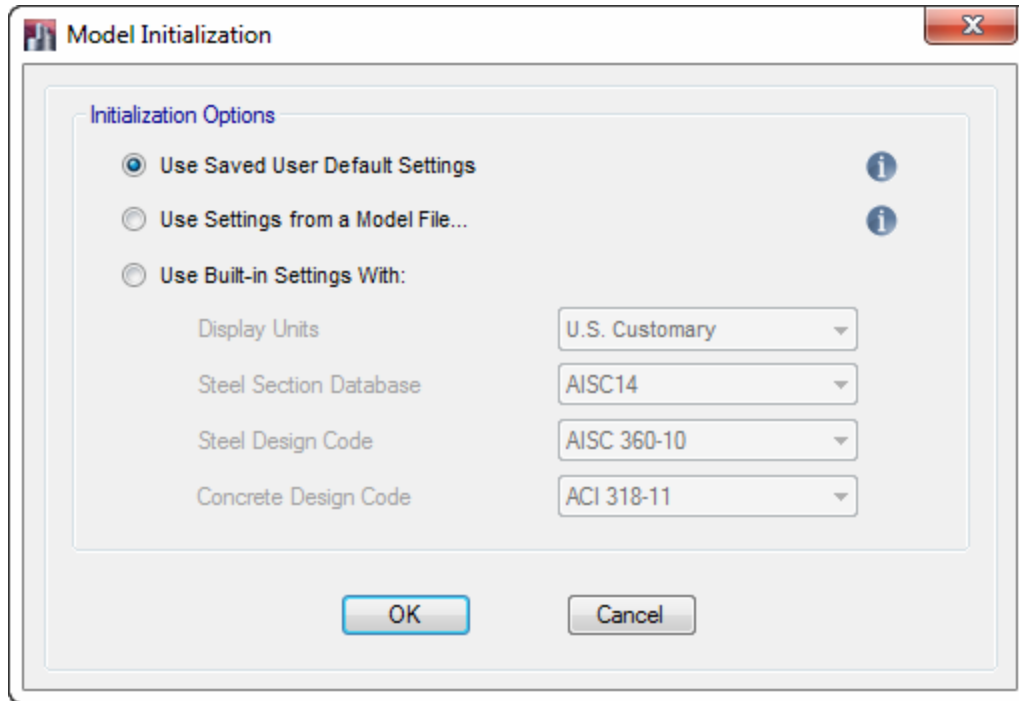 Model Initialization
Initialization Options
Use Saved User Default Settings
Use Settings from a Model File...
Use Built-in Settings With:
Display Units U.S. Customary
Steel Section Database AISC14
Steel Design Code AISC 360-10
Concrete Design Code ACI 318-11
OK Cancel